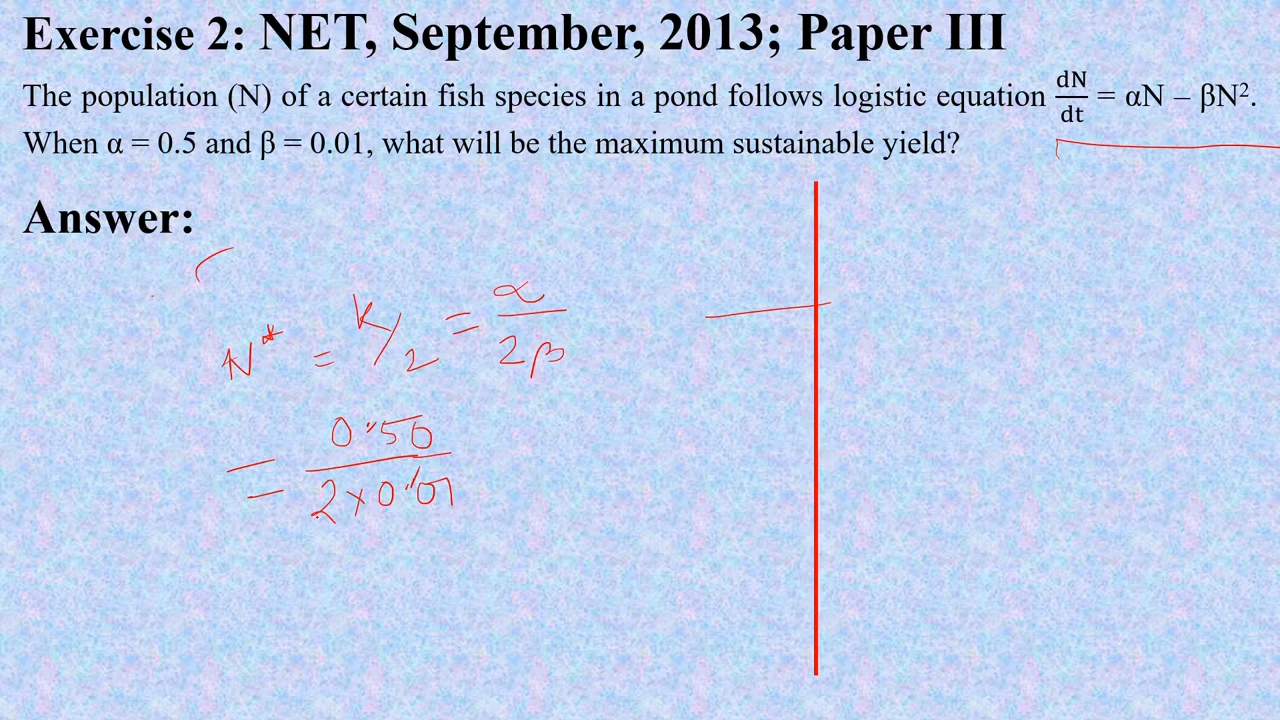 Exercise 2: NET, September, 2013; Paper III
The population (N) of a certain fish species in a pond follows logistic equation dN/dt = αN – βN².
When α = 0.5 and β = 0.01, what will be the maximum sustainable yield?
Answer:
N* = K/2 = α/2β
= 0.50/2×0.01